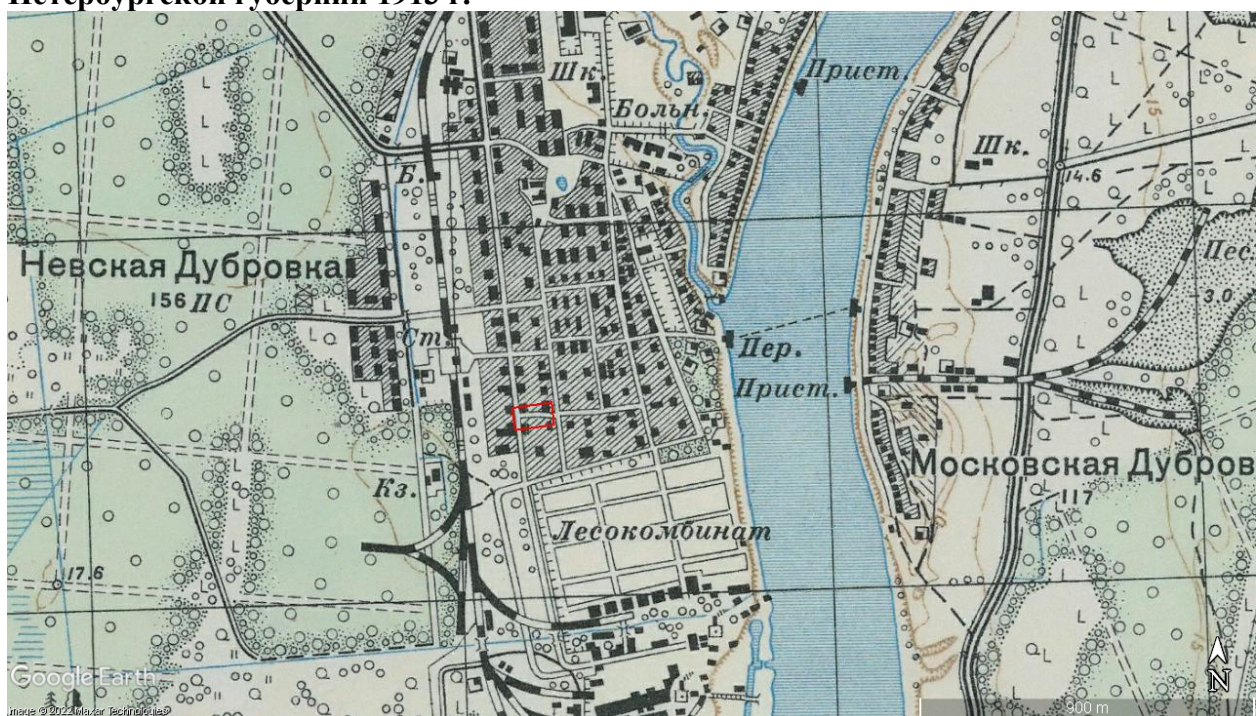 Петербургской губернии 1913 г.
Шк.
Прист.
Больн.
Шк.
Б.
14.6
15
Невская Дубровка
156 ПС
Пес
3.0
Ст.
Пер.
Прист.
Московская Дубров
117
Кз.
Лесокомбинат
17.6
15
Google Earth
Image © 2022 Maxar Technologies
N
900 m